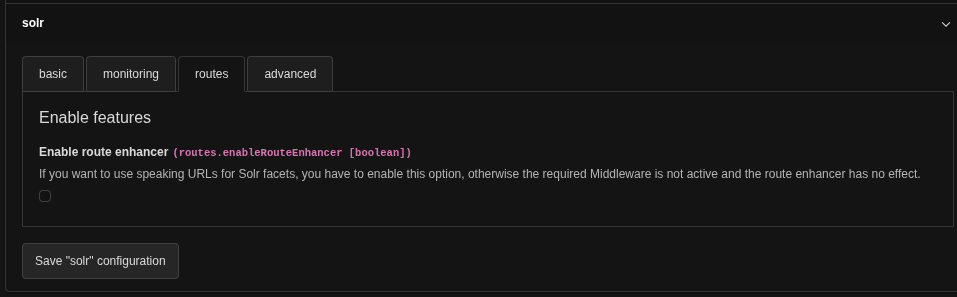 solr
basic
monitoring
routes
advanced
Enable features
Enable route enhancer (routes.enableRouteEnhancer [boolean])
If you want to use speaking URLs for Solr facets, you have to enable this option, otherwise the required Middleware is not active and the route enhancer has no effect.
Save "solr" configuration